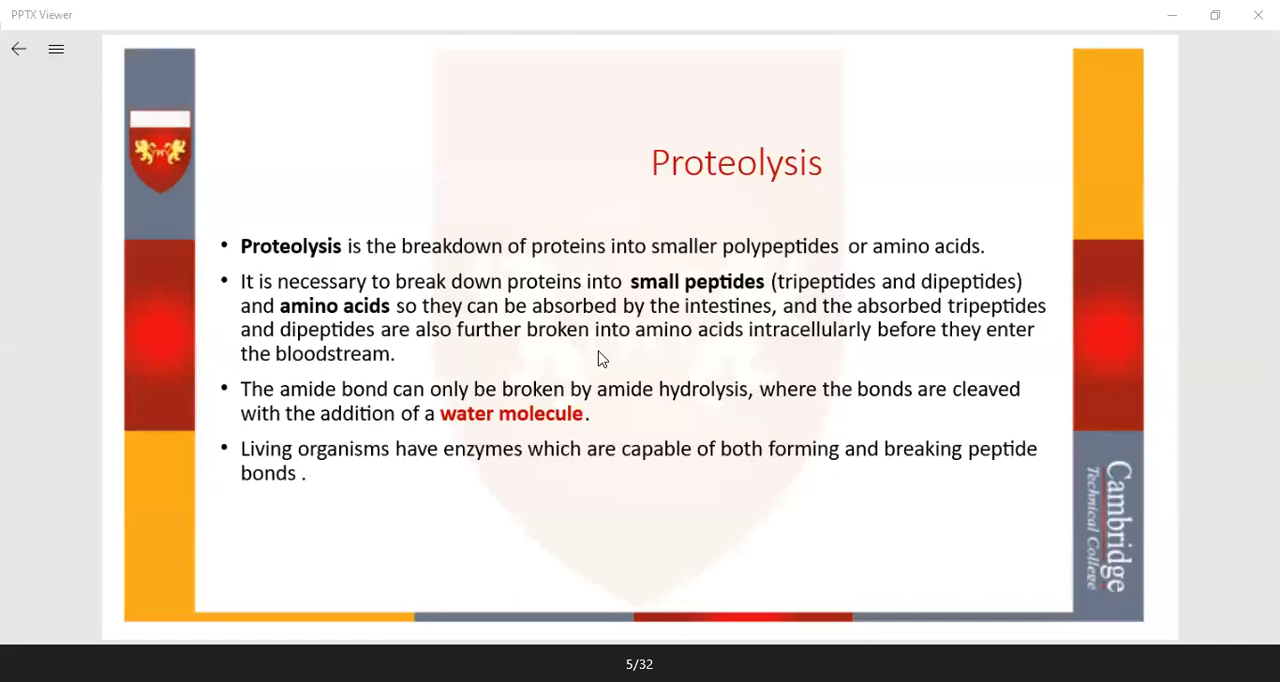 PPTX Viewer
Proteolysis
• Proteolysis is the breakdown of proteins into smaller polypeptides or amino acids.
• It is necessary to break down proteins into small peptides (tripeptides and dipeptides)
and amino acids so they can be absorbed by the intestines, and the absorbed tripeptides
and dipeptides are also further broken into amino acids intracellularly before they enter
the bloodstream.
• The amide bond can only be broken by amide hydrolysis, where the bonds are cleaved
with the addition of a water molecule.
• Living organisms have enzymes which are capable of both forming and breaking peptide
bonds .
Cambridge
Technical College
5/32